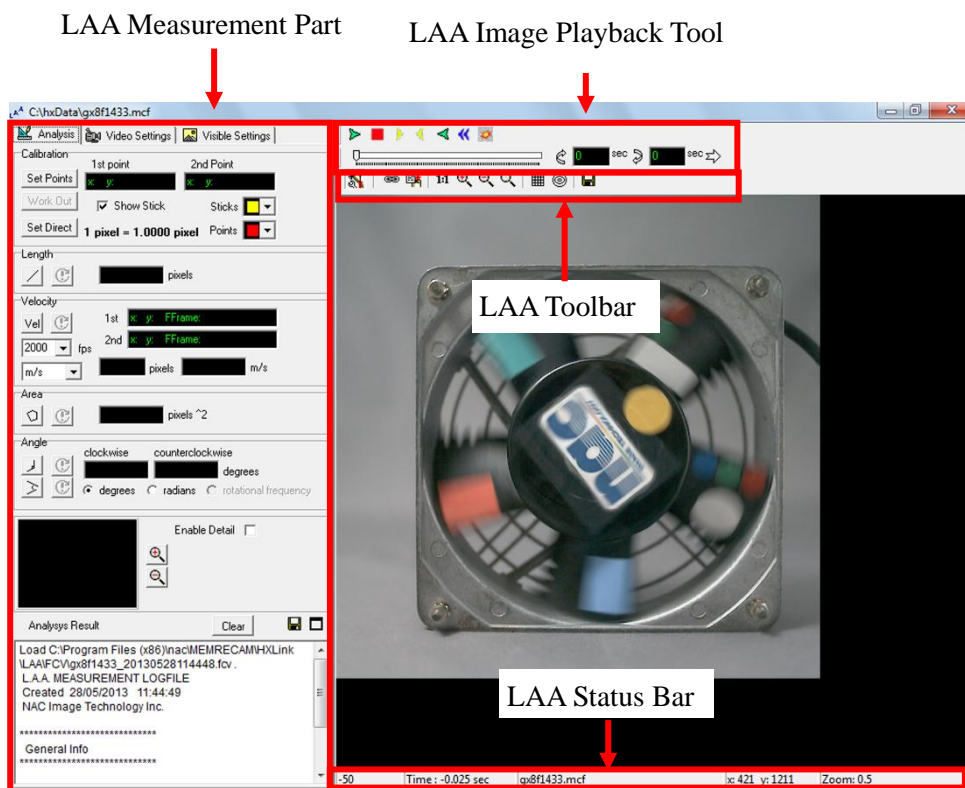 LAA Measurement Part
LAA Image Playback Tool
C:\hxData\gx8f1433.mcf
Analysis
Video Settings
Visible Settings
Calibration
1st point
2nd Point
Set Points
x: y:
x: y:
Work Out
Show Stick
Sticks
Set Direct
1 pixel = 1.0000 pixel
Points
0 sec
0 sec
1:1
Length
pixels
LAA Toolbar
Velocity
Vel
1st x: y: FFrame:
2nd x: y: FFrame:
2000 fps
m/s
pixels
m/s
Area
pixels ^2
Angle
clockwise
counterclockwise
degrees
degrees
radians
rotational frequency
nac
Enable Detail
Analysys Result
Clear
Load C:\Program Files (x86)\nac\MEMRECAM\HXLink
\LAA\FCV\gx8f1433_20130528114448.fcv .
L.A.A. MEASUREMENT LOGFILE
Created 28/05/2013 11:44:49
NAC Image Technology Inc.
******************************
General Info
******************************
LAA Status Bar
-50
Time : -0.025 sec
gx8f1433.mcf
x: 421 y: 1211
Zoom: 0.5